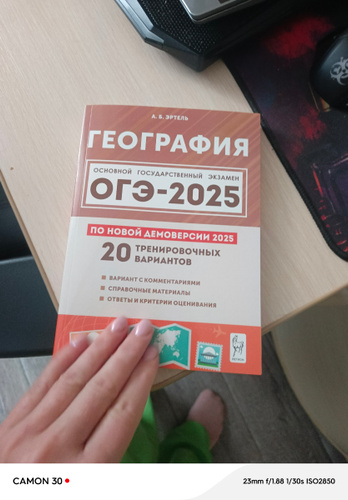 А. Б. ЭРТЕЛЬ
ГЕОГРАФИЯ
ОСНОВНОЙ ГОСУДАРСТВЕННЫЙ ЭКЗАМЕН
ОГЭ-2025
ПО НОВОЙ ДЕМОВЕРСИИ 2025
20 ТРЕНИРОВОЧНЫХ
ВАРИАНТОВ
ВАРИАНТ С КОММЕНТАРИЯМИ
СПРАВОЧНЫЕ МАТЕРИАЛЫ
ОТВЕТЫ И КРИТЕРИИ ОЦЕНИВАНИЯ
ЛЕГИОН
CAMON 30
23mm f/1.88 1/30s ISO2850